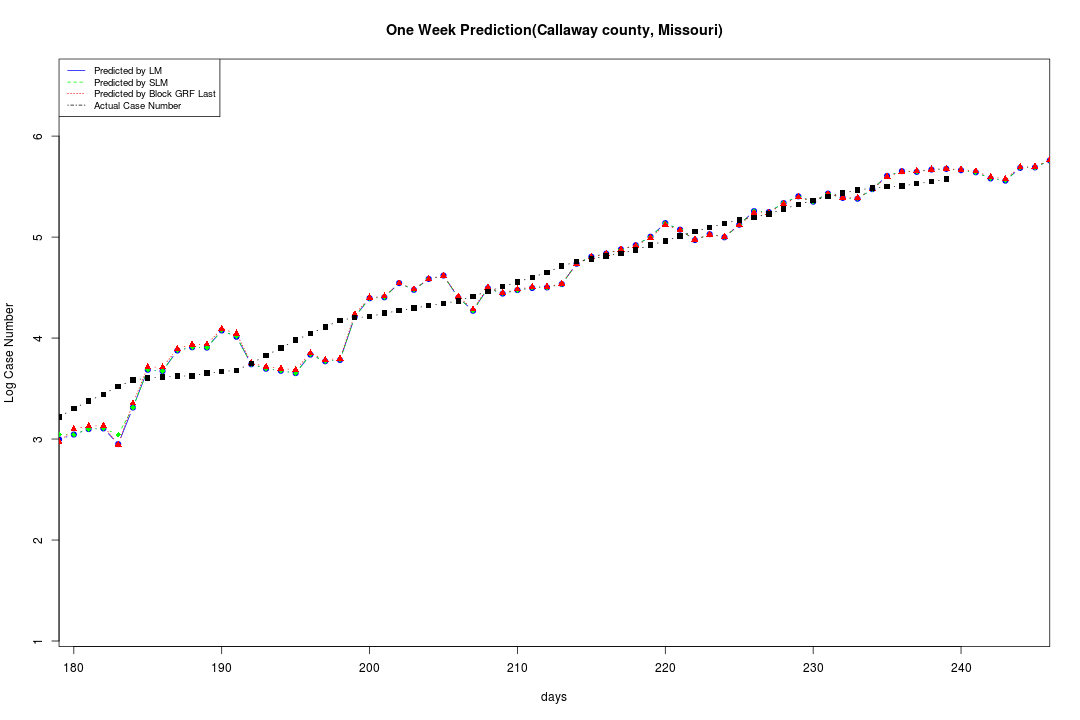 One Week Prediction(Callaway county, Missouri)
Predicted by LM
Predicted by SLM
Predicted by Block GRF Last
Actual Case Number
6
5
4
3
2
1
Log Case Number
180 190 200 210 220 230 240
days